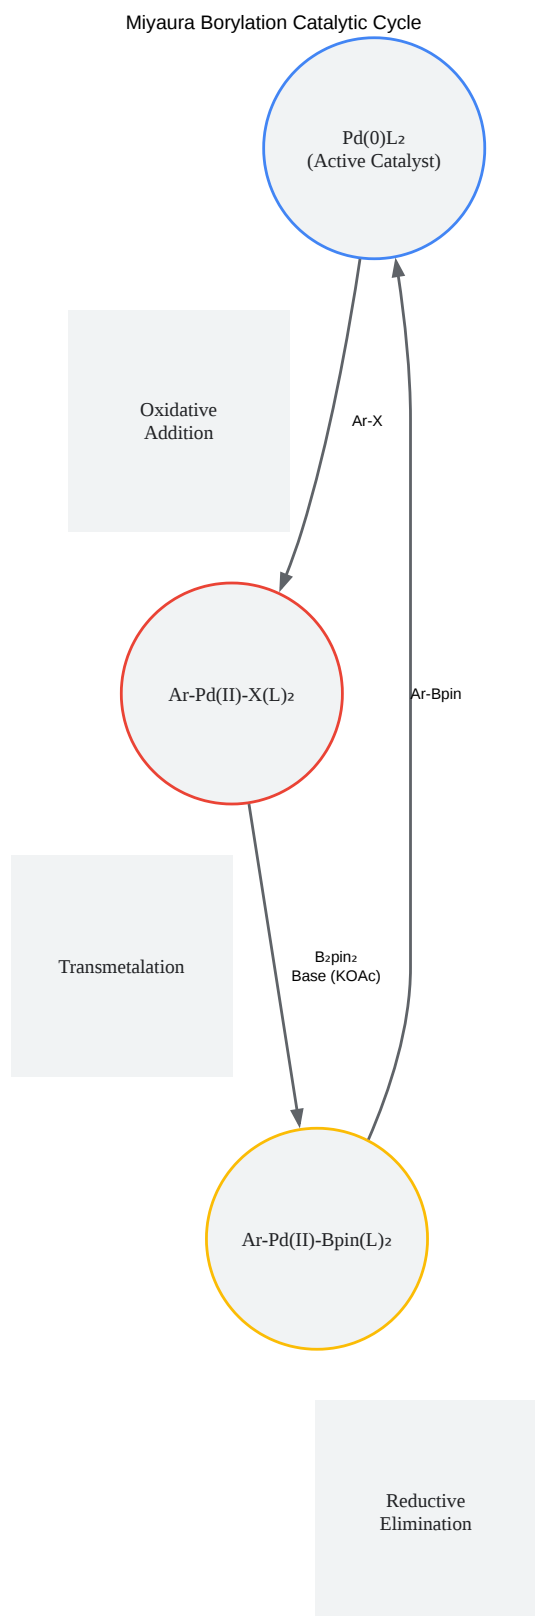 Miyaura Borylation Catalytic Cycle
Pd(0)L₂
(Active Catalyst)
Oxidative
Addition
Ar-X
Ar-Pd(II)-X(L)₂
Ar-Bpin
Transmetalation
B₂pin₂
Base (KOAc)
Ar-Pd(II)-Bpin(L)₂
Reductive
Elimination